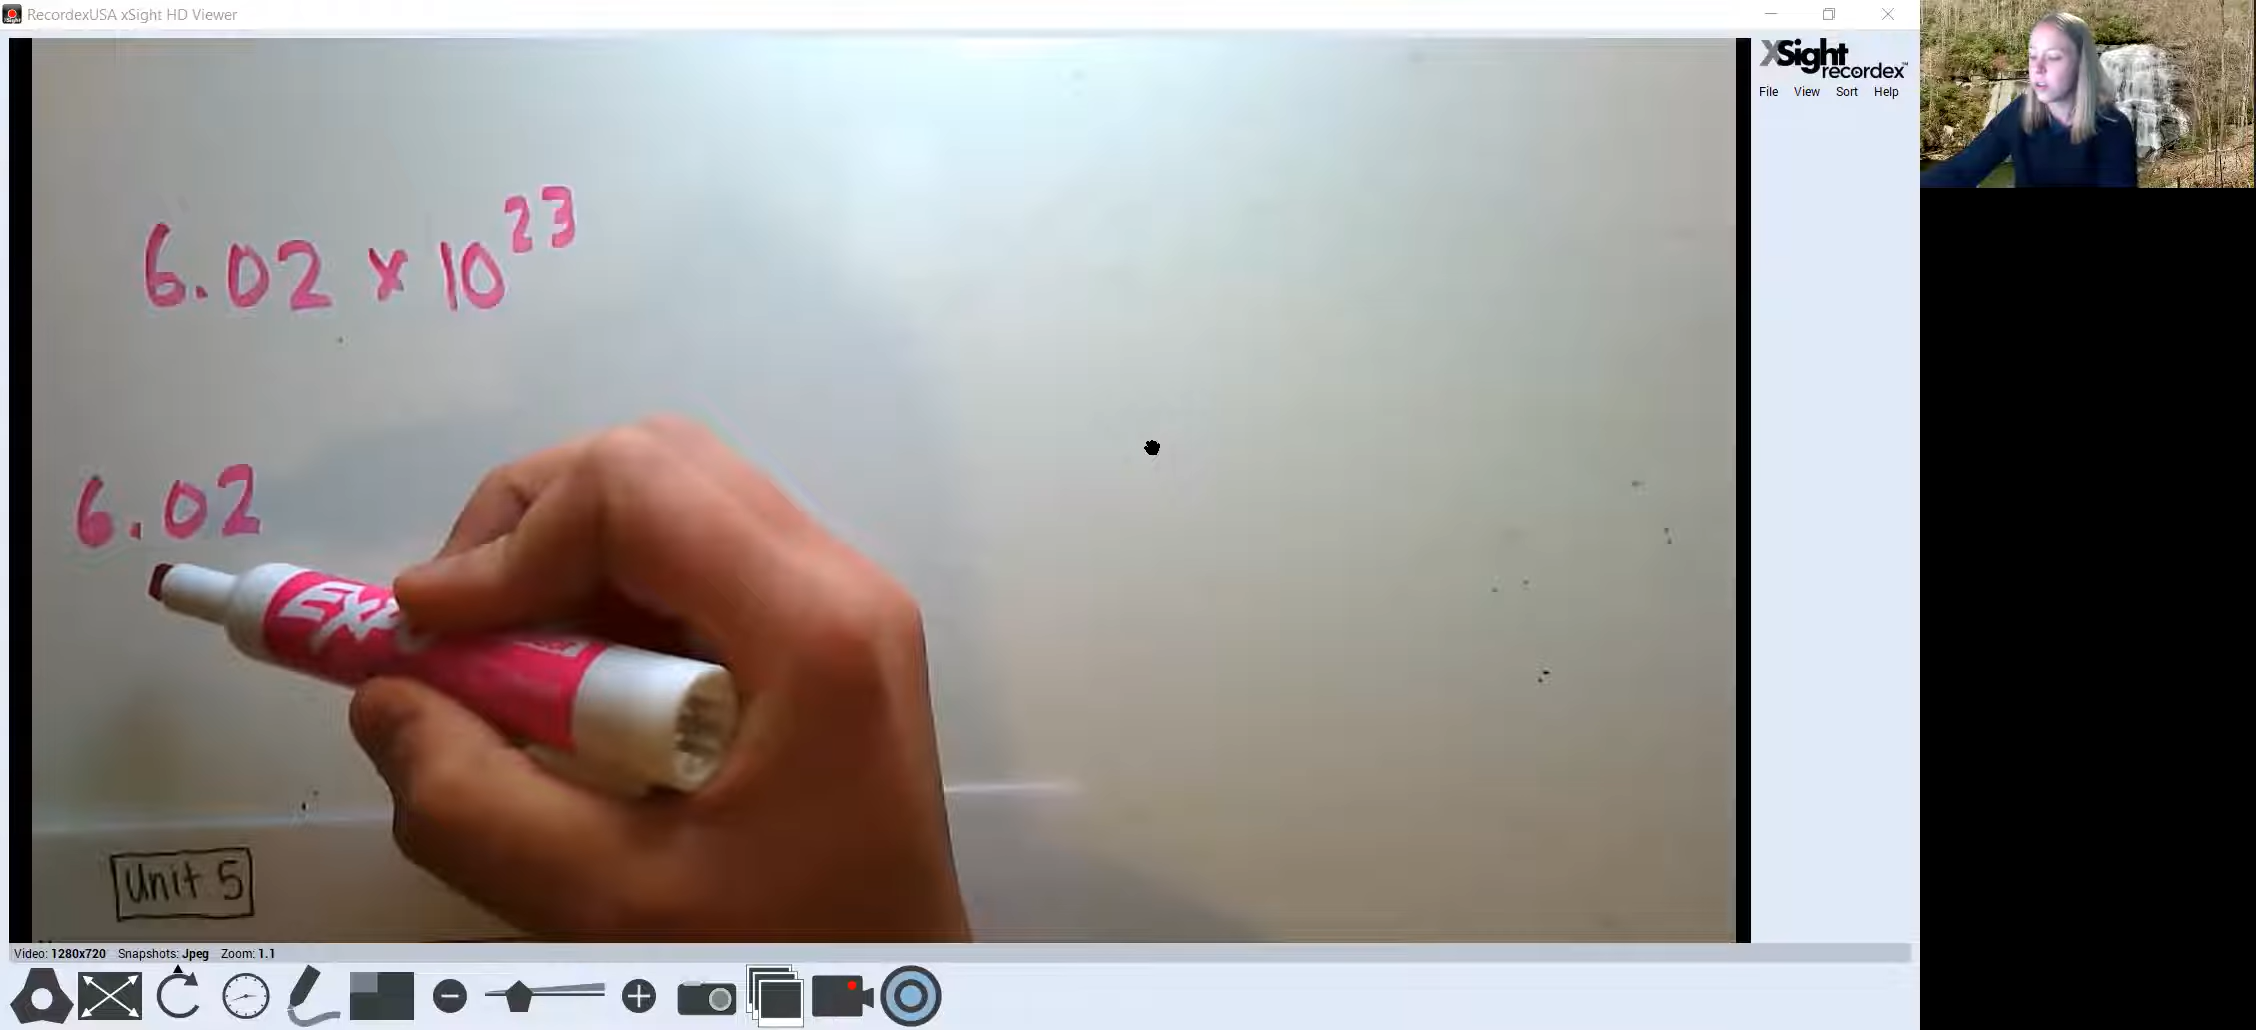 RecordexUSA xSight HD Viewer
XSight
recordex™
File View Sort Help
6.02 x 10²³
6.02
Unit 5
Video: 1280x720 Snapshots: Jpeg Zoom: 1.1